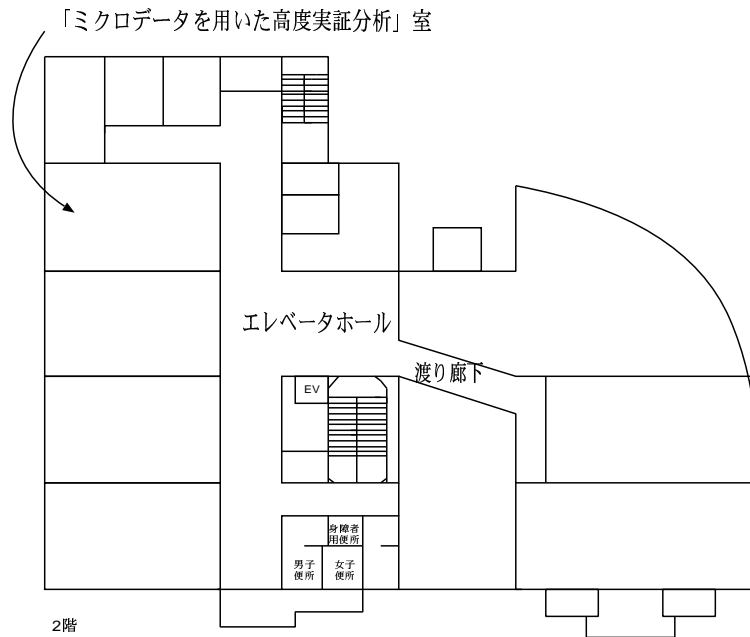 「ミクロデータを用いた高度実証分析」室
エレベータホール
渡り廊下
EV
身障者
用便所
男子
便所
女子
便所
2階